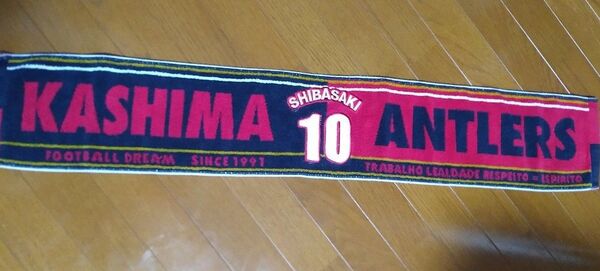 KASHIMA
SHIBASAKI
10
ANTLERS
FOOTBALL DREAM SINCE 1991
TRABALHO LEALDADE RESPEITO = ESPIRITO